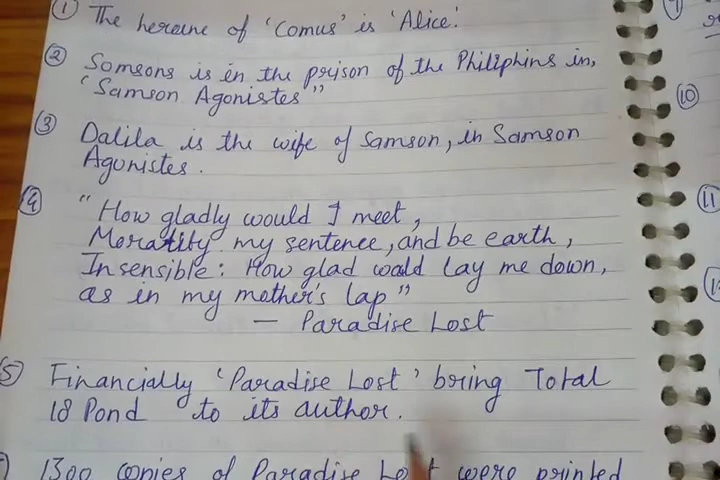 ① The heroine of 'Comus' is 'Alice'.
② Somsons is in the prison of the Philiphins in,
"Samson Agonistes"
③ Dalila is the wife of Samson, in Samson
Agonistes.
④ "How gladly would I meet,
Moratity my sentence, and be earth,
Insensible: How glad would lay me down,
as in my mother's lap"
— Paradise Lost
⑤ Financially 'Paradise Lost' bring Total
18 Pond to its author.
1300 copies of Paradise Lost were printed
⑩
⑪